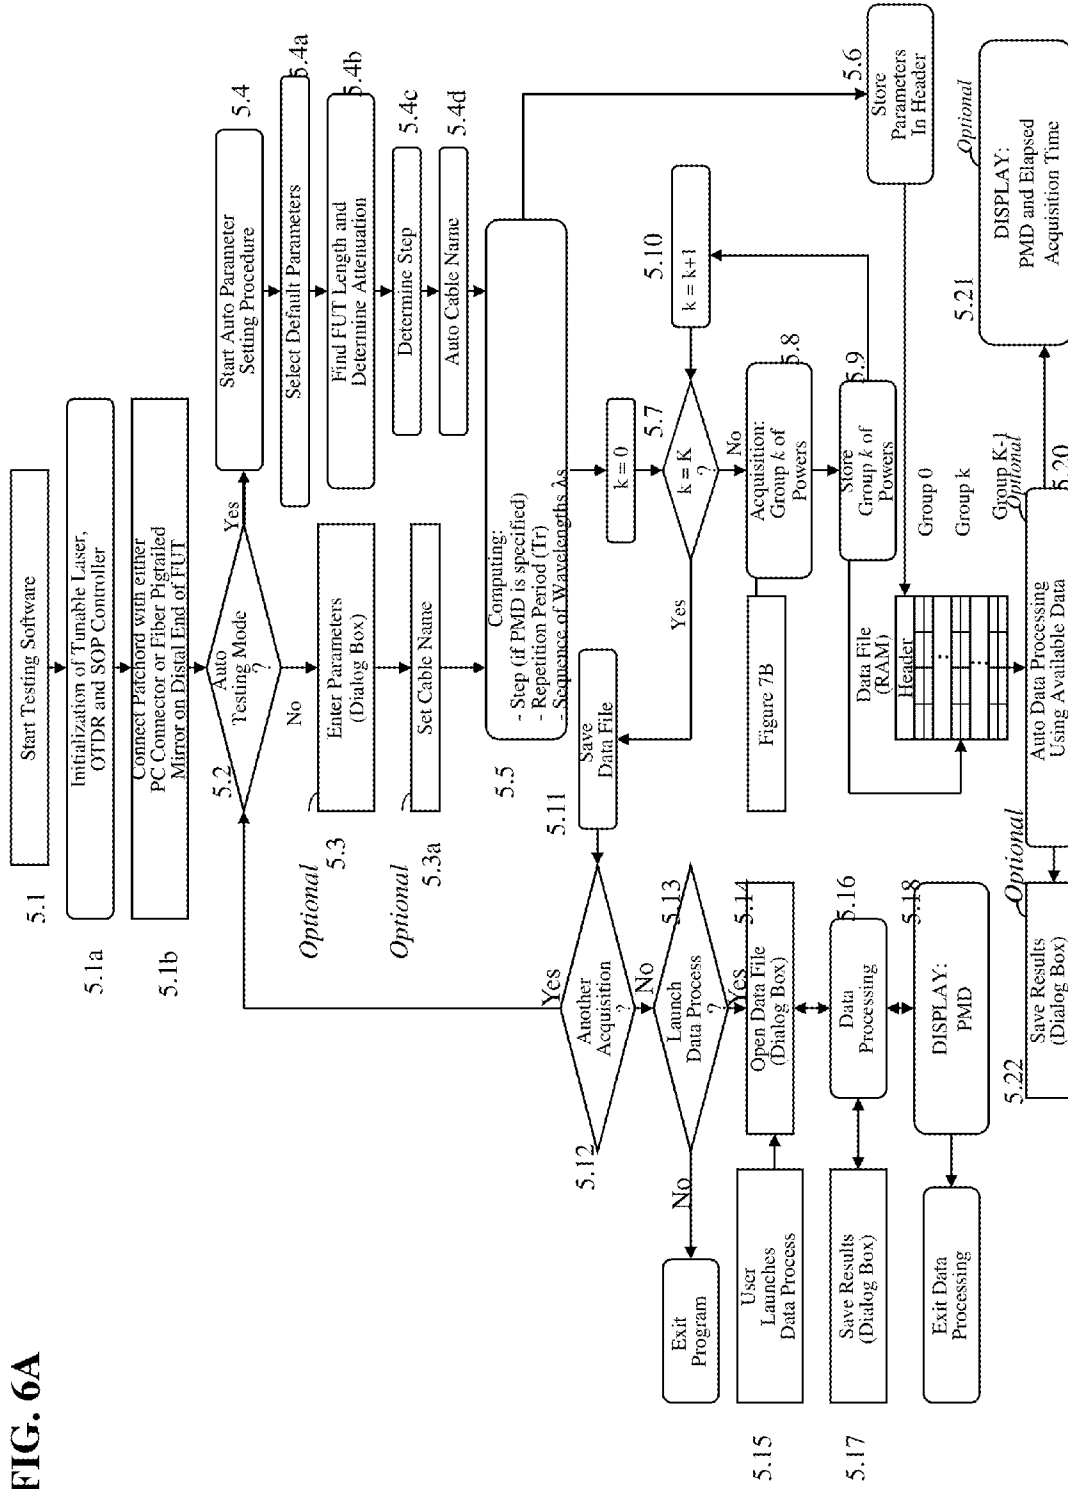 FIG. 6A
5.1
Start Testing Software
5.1a
Initialization of Tunable Laser,
OTDR and SOP Controller
5.1b
Connect Patchord with either
PC Connector or Fiber Pigtailed
Mirror on Distal End of FUT
5.2
Auto
Testing Mode
?
Yes
No
5.4
Start Auto Parameter
Setting Procedure
5.4a
Select Default Parameters
5.4b
Find FUT Length and
Determine Attenuation
5.4c
Determine Step
5.4d
Auto Cable Name
Optional
5.3
Enter Parameters
(Dialog Box)
Optional
5.3a
Set Cable Name
5.5
Computing:
- Step (if PMD is specified)
- Repetition Period (Tr)
- Sequence of Wavelengths λs
5.6
Store
Parameters
In Header
k = 0
5.7
k = K
?
Yes
No
5.10
k = k+1
5.8
Acquisition:
Group k of
Powers
5.9
Store
Group k of
Powers
Figure 7B
5.11
Save
Data File
5.12
Another
Acquisition
?
Yes
No
5.13
Launch
Data Process
?
Yes
No
Exit
Program
5.14
Open Data File
(Dialog Box)
5.15
User
Launches
Data Process
5.16
Data
Processing
5.17
Save Results
(Dialog Box)
5.18
DISPLAY:
PMD
Exit Data
Processing
Data File
(RAM)
Header
:
:
Group 0
Group k
Group K-1
Optional
5.20
Auto Data Processing
Using Available Data
Optional
5.21
DISPLAY:
PMD and Elapsed
Acquisition Time
Optional
5.22
Save Results
(Dialog Box)